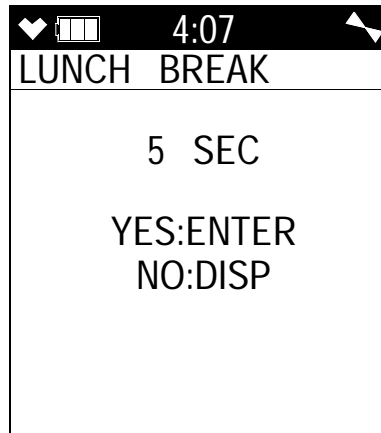 4:07
LUNCH BREAK
5 SEC
YES:ENTER
NO:DISP